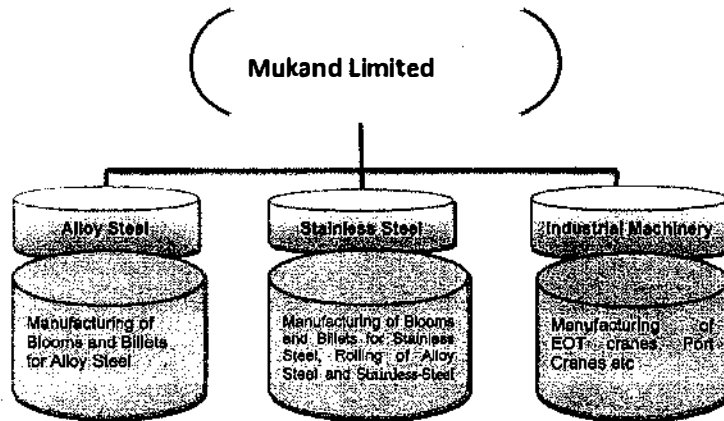 Mukand Limited
Alloy Steel
Stainless Steel
Industrial Machinery
Manufacturing of
Blooms and Billets
for Alloy Steel
Manufacturing of Blooms
and Billets for Stainless
Steel, Rolling of Alloy
Steel and Stainless-Steel
Manufacturing of
EOT cranes, Port
Cranes etc